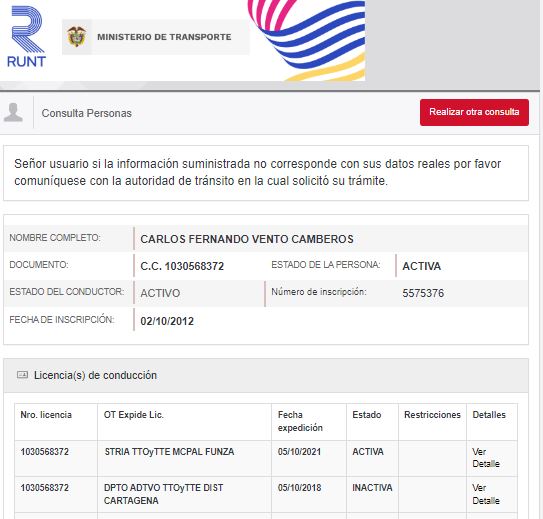 RUNT
MINISTERIO DE TRANSPORTE
Consulta Personas
Realizar otra consulta
Señor usuario si la información suministrada no corresponde con sus datos reales por favor
comuníquese con la autoridad de tránsito en la cual solicitó su trámite.
NOMBRE COMPLETO: CARLOS FERNANDO VENTO CAMBEROS
DOCUMENTO: C.C. 1030568372 ESTADO DE LA PERSONA: ACTIVA
ESTADO DEL CONDUCTOR: ACTIVO Número de inscripción: 5575376
FECHA DE INSCRIPCIÓN: 02/10/2012
Licencia(s) de conducción
Nro. licencia OT Expide Lic. Fecha expedición Estado Restricciones Detalles
1030568372 STRIA TTOyTTE MCPAL FUNZA 05/10/2021 ACTIVA Ver Detalle
1030568372 DPTO ADTVO TTOyTTE DIST CARTAGENA 05/10/2018 INACTIVA Ver Detalle